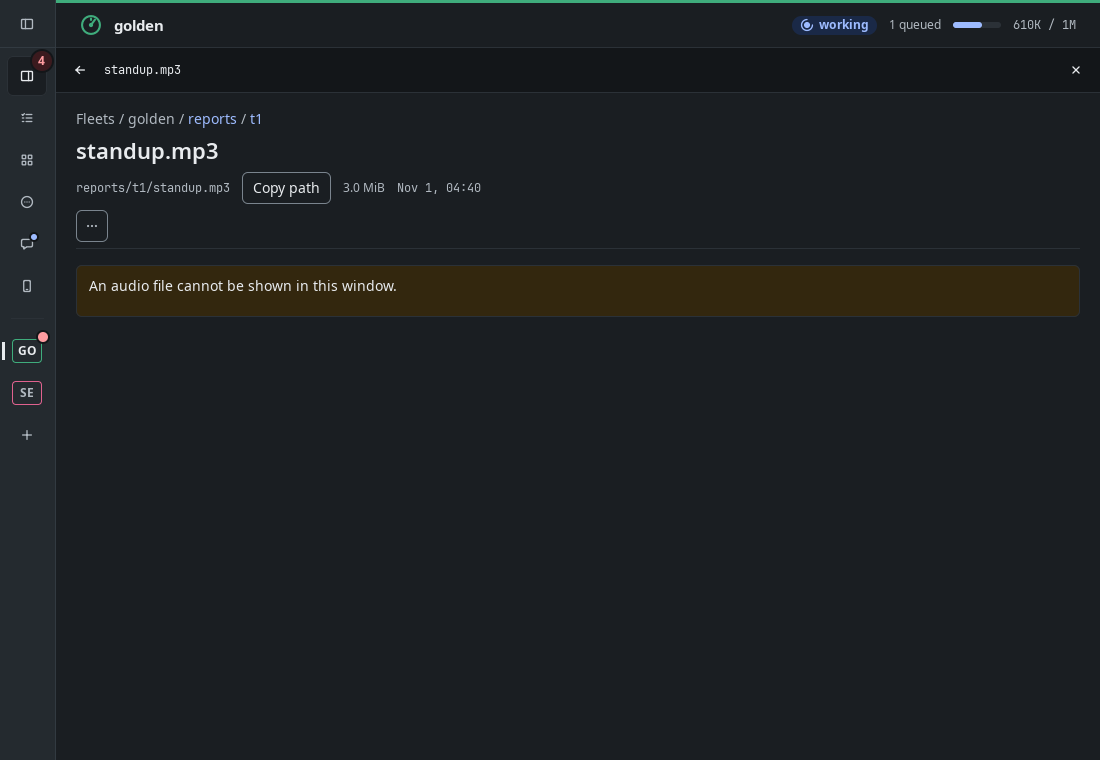 golden
working
1 queued
610K / 1M
4
standup.mp3
Fleets / golden / reports / t1
standup.mp3
reports/t1/standup.mp3
Copy path
3.0 MiB
Nov 1, 04:40
An audio file cannot be shown in this window.
GO
SE